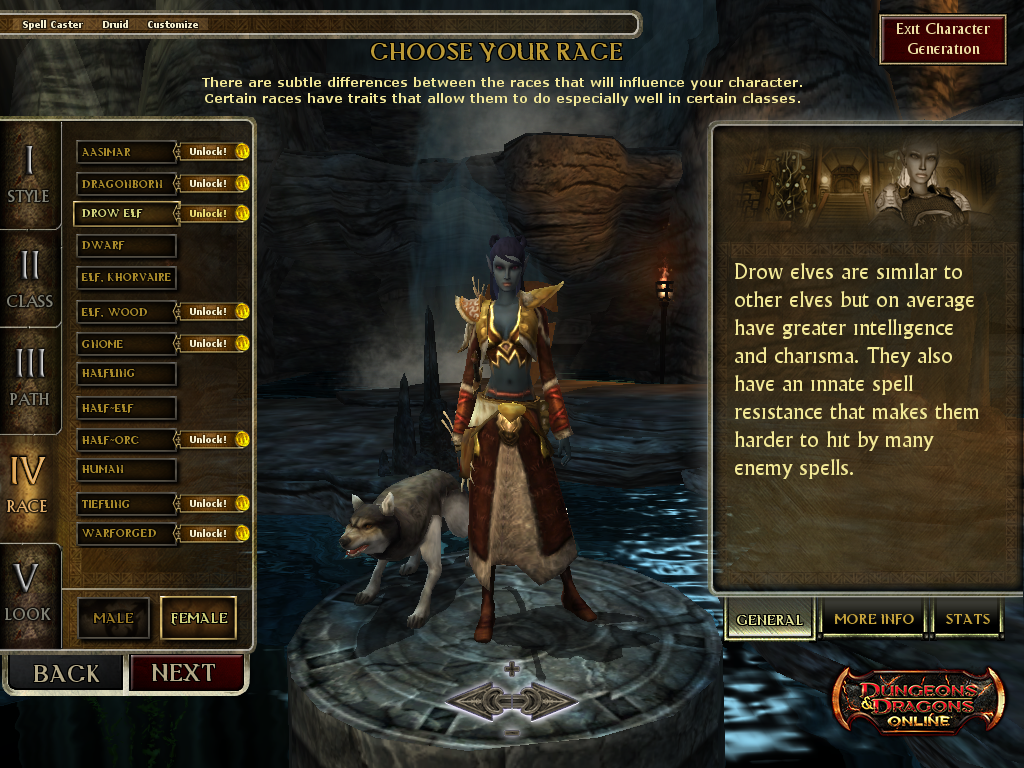 Spell Caster Druid Customize
Exit Character
Generation
CHOOSE YOUR RACE
There are subtle differences between the races that will influence your character.
Certain races have traits that allow them to do especially well in certain classes.
I
STYLE
II
CLASS
III
PATH
IV
RACE
V
LOOK
AASIMAR Unlock!
DRAGONBORN Unlock!
DROW ELF Unlock!
DWARF
ELF, KHORVAIRE
ELF, WOOD Unlock!
GNOME Unlock!
HALFLING
HALF-ELF
HALF-ORC Unlock!
HUMAN
TIEFLING Unlock!
WARFORGED Unlock!
MALE FEMALE
BACK NEXT
Drow elves are similar to
other elves but on average
have greater intelligence
and charisma. They also
have an innate spell
resistance that makes them
harder to hit by many
enemy spells.
GENERAL MORE INFO STATS
DUNGEONS
& DRAGONS
ONLINE